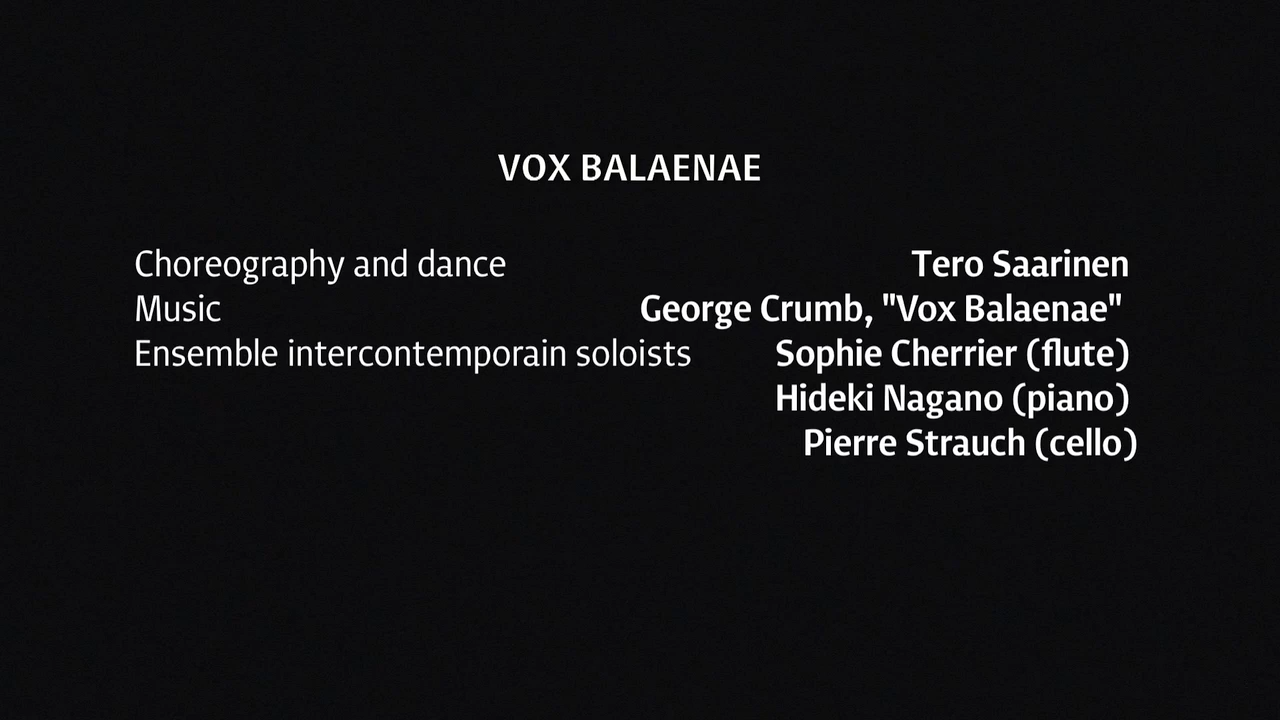 VOX BALAENAE
Choreography and dance Tero Saarinen
Music George Crumb, "Vox Balaenae"
Ensemble intercontemporain soloists Sophie Cherrier (flute)
Hideki Nagano (piano)
Pierre Strauch (cello)